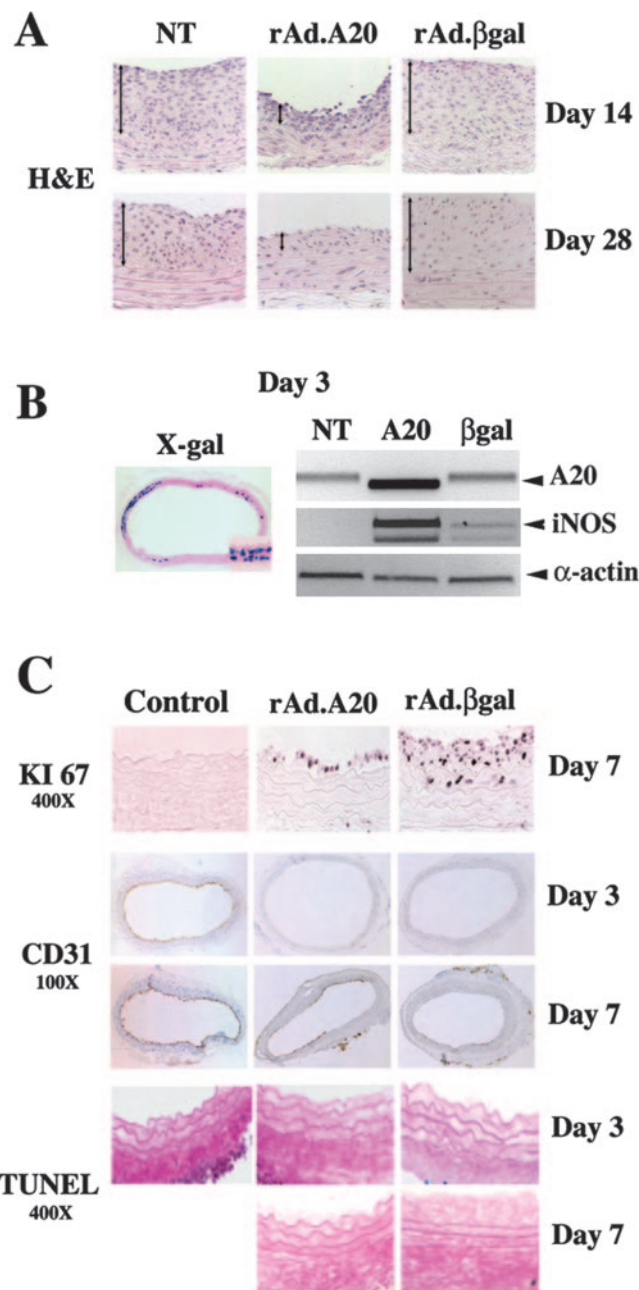 A
NT rAd.A20 rAd.βgal
Day 14
H&E
Day 28
B
Day 3
X-gal
NT A20 βgal
A20
iNOS
α-actin
C
Control rAd.A20 rAd.βgal
KI 67
400X
Day 7
Day 3
CD31
100X
Day 7
Day 3
TUNEL
400X
Day 7